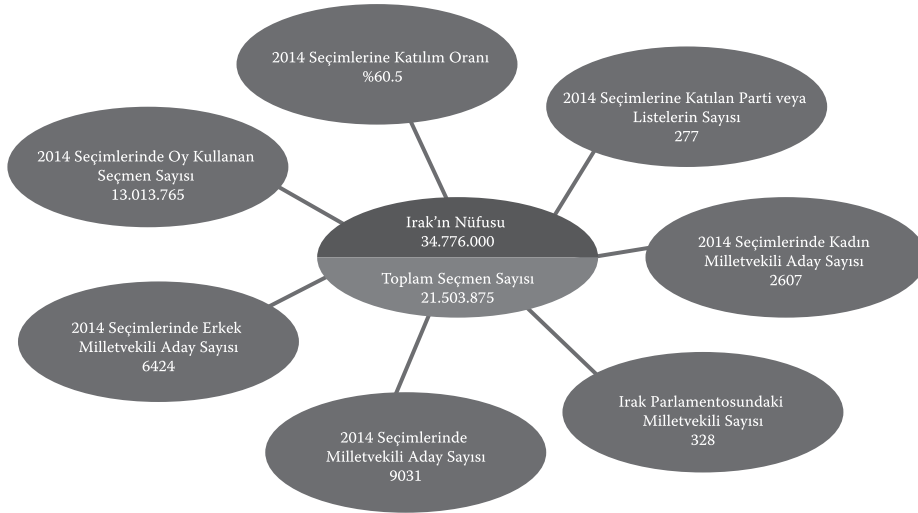 2014 Seçimlerine Katılım Oranı
%60.5
2014 Seçimlerine Katılan Parti veya
Listelerin Sayısı
277
2014 Seçimlerinde Oy Kullanan
Seçmen Sayısı
13.013.765
Irak'ın Nüfusu
34.776.000
Toplam Seçmen Sayısı
21.503.875
2014 Seçimlerinde Kadın
Milletvekili Aday Sayısı
2607
2014 Seçimlerinde Erkek
Milletvekili Aday Sayısı
6424
Irak Parlamentosundaki
Milletvekili Sayısı
328
2014 Seçimlerinde
Milletvekili Aday Sayısı
9031